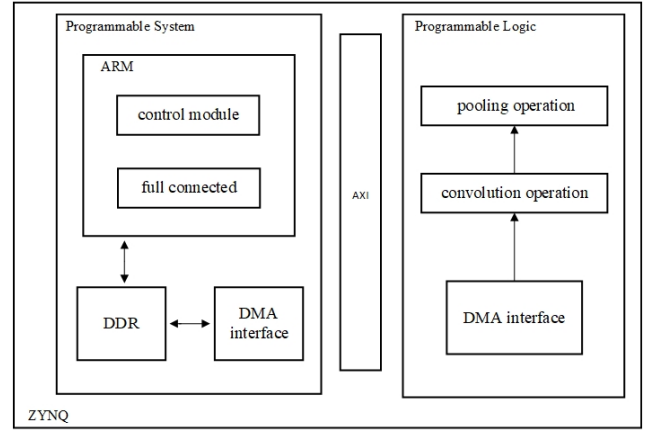 Programmable System
ARM
control module
full connected
DDR
DMA
interface
AXI
Programmable Logic
pooling operation
convolution operation
DMA interface
ZYNQ